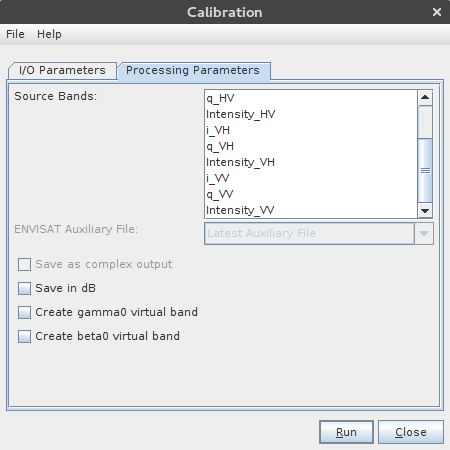 Calibration
File Help
I/O Parameters Processing Parameters
Source Bands:
q_HV
Intensity_HV
i_VH
q_VH
Intensity_VH
i_VV
q_VV
Intensity_VV
ENVISAT Auxiliary File: Latest Auxiliary File
Save as complex output
Save in dB
Create gamma0 virtual band
Create beta0 virtual band
Run Close